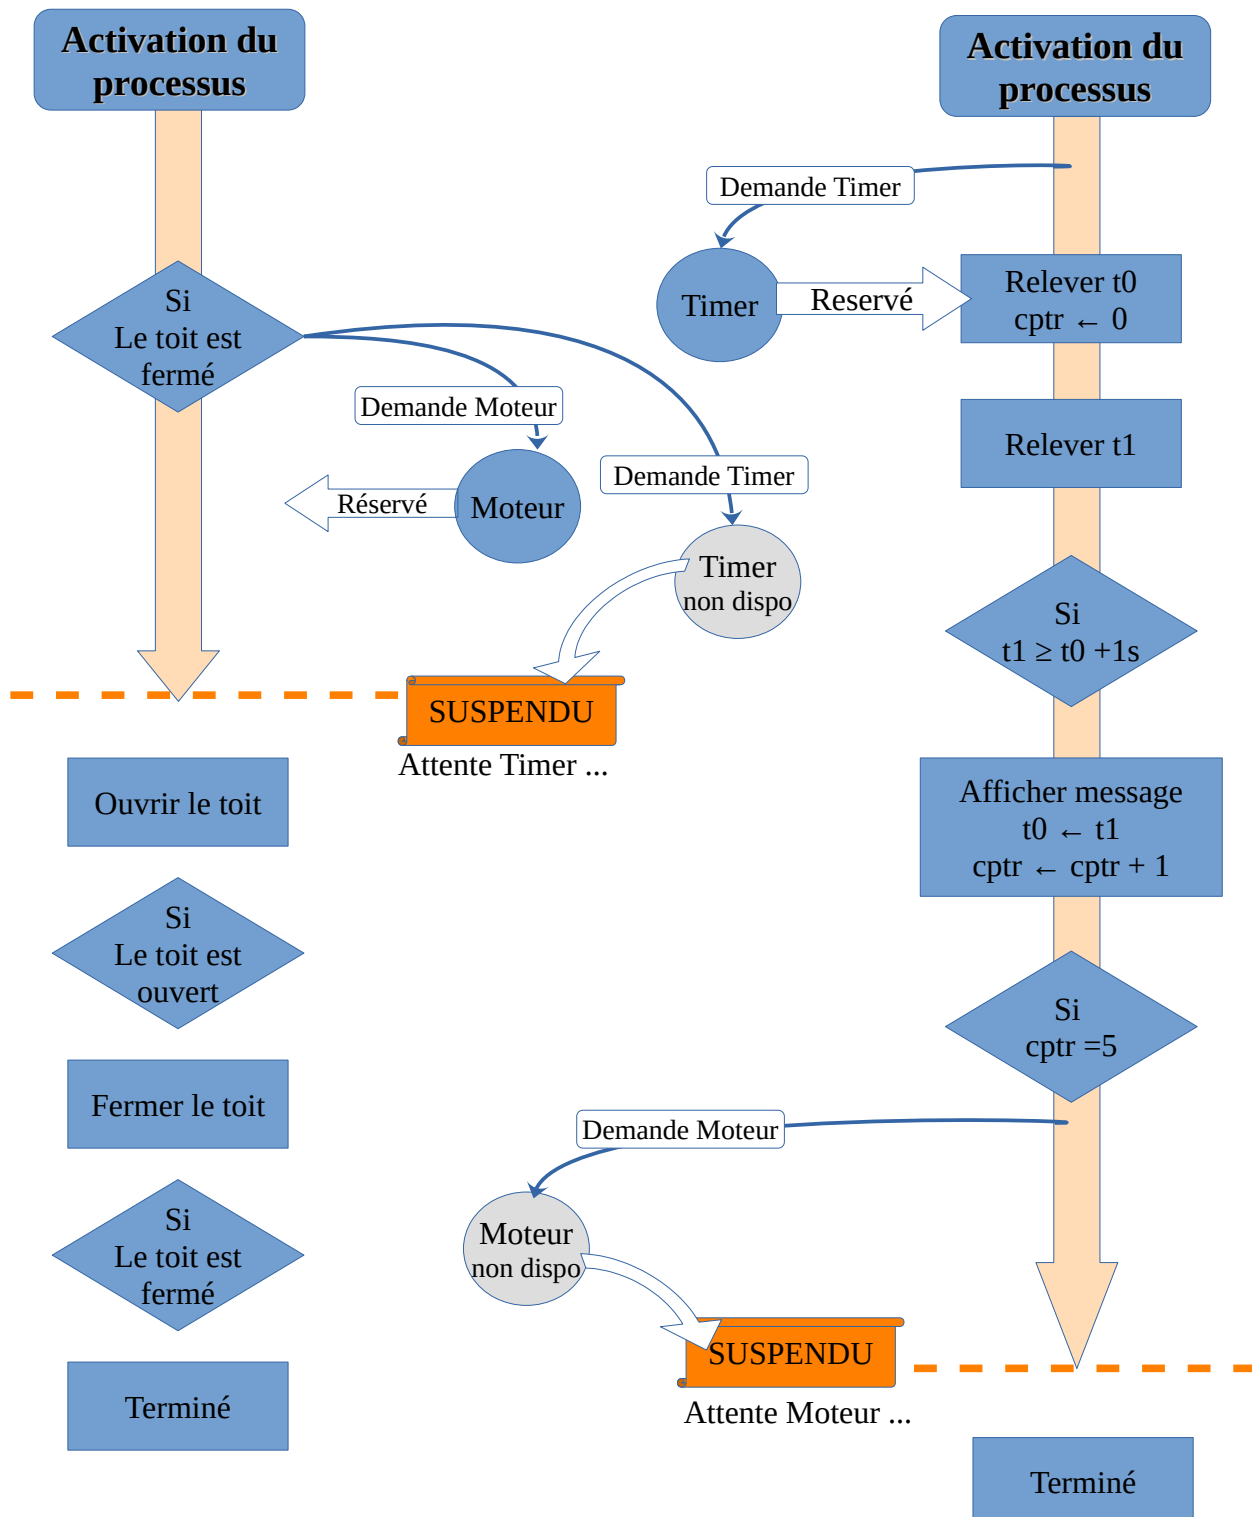 Activation du
processus
Si
Le toit est
fermé
Demande Moteur
Réservé
Moteur
Demande Timer
Timer
non dispo
SUSPENDU
Attente Timer ...
Ouvrir le toit
Si
Le toit est
ouvert
Fermer le toit
Si
Le toit est
fermé
Terminé
Activation du
processus
Demande Timer
Timer
Reservé
Relever t0
cptr ← 0
Relever t1
Si
t1 ≥ t0 +1s
Afficher message
t0 ← t1
cptr ← cptr + 1
Si
cptr =5
Demande Moteur
Moteur
non dispo
SUSPENDU
Attente Moteur ...
Terminé